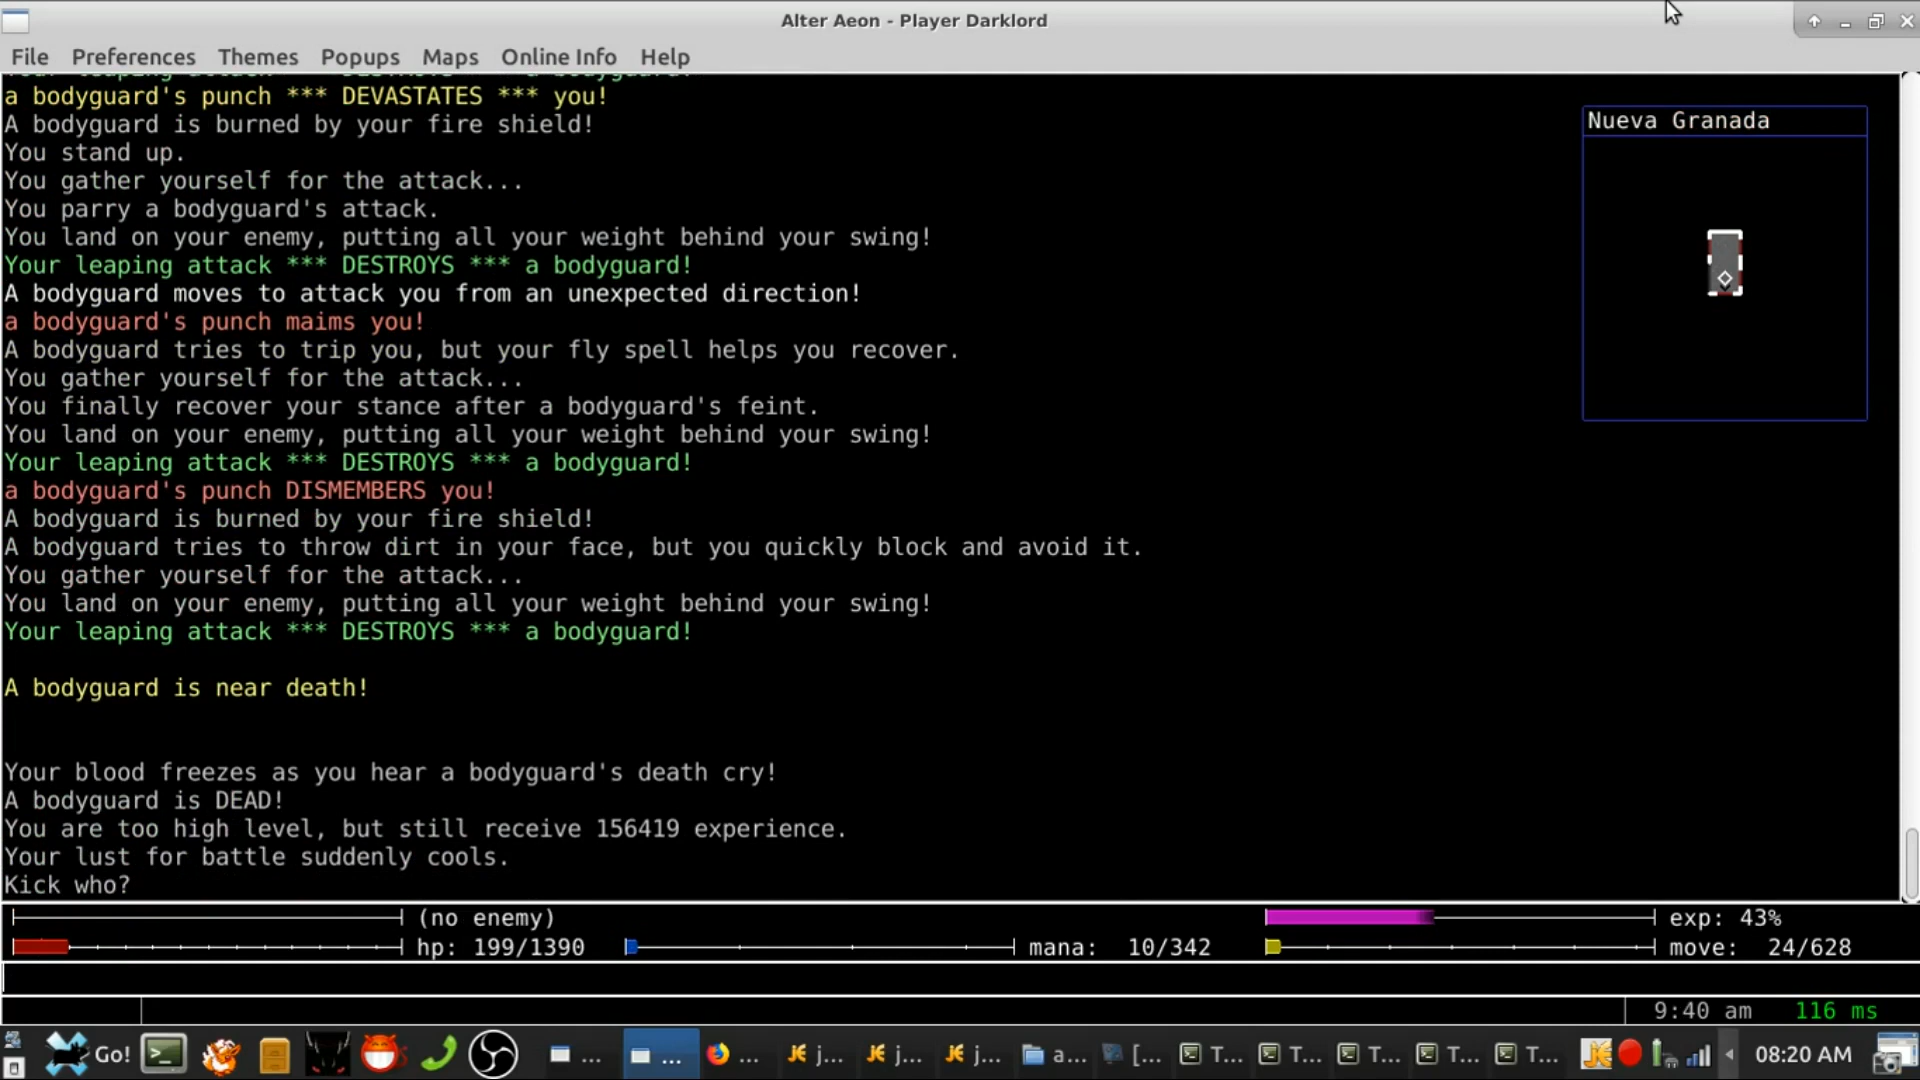 Alter Aeon - Player Darklord
File Preferences Themes Popups Maps Online Info Help
a bodyguard's punch *** DEVASTATES *** you!
A bodyguard is burned by your fire shield!
You stand up.
You gather yourself for the attack...
You parry a bodyguard's attack.
You land on your enemy, putting all your weight behind your swing!
Your leaping attack *** DESTROYS *** a bodyguard!
A bodyguard moves to attack you from an unexpected direction!
a bodyguard's punch maims you!
A bodyguard tries to trip you, but your fly spell helps you recover.
You gather yourself for the attack...
You finally recover your stance after a bodyguard's feint.
You land on your enemy, putting all your weight behind your swing!
Your leaping attack *** DESTROYS *** a bodyguard!
a bodyguard's punch DISMEMBERS you!
A bodyguard is burned by your fire shield!
A bodyguard tries to throw dirt in your face, but you quickly block and avoid it.
You gather yourself for the attack...
You land on your enemy, putting all your weight behind your swing!
Your leaping attack *** DESTROYS *** a bodyguard!
A bodyguard is near death!
Your blood freezes as you hear a bodyguard's death cry!
A bodyguard is DEAD!
You are too high level, but still receive 156419 experience.
Your lust for battle suddenly cools.
Kick who?
Nueva Granada
(no enemy) exp: 43%
hp: 199/1390 mana: 10/342 move: 24/628
9:40 am 116 ms
Go! ... ... ... j... j... j... a... [... T... T... T... T... T... 08:20 AM